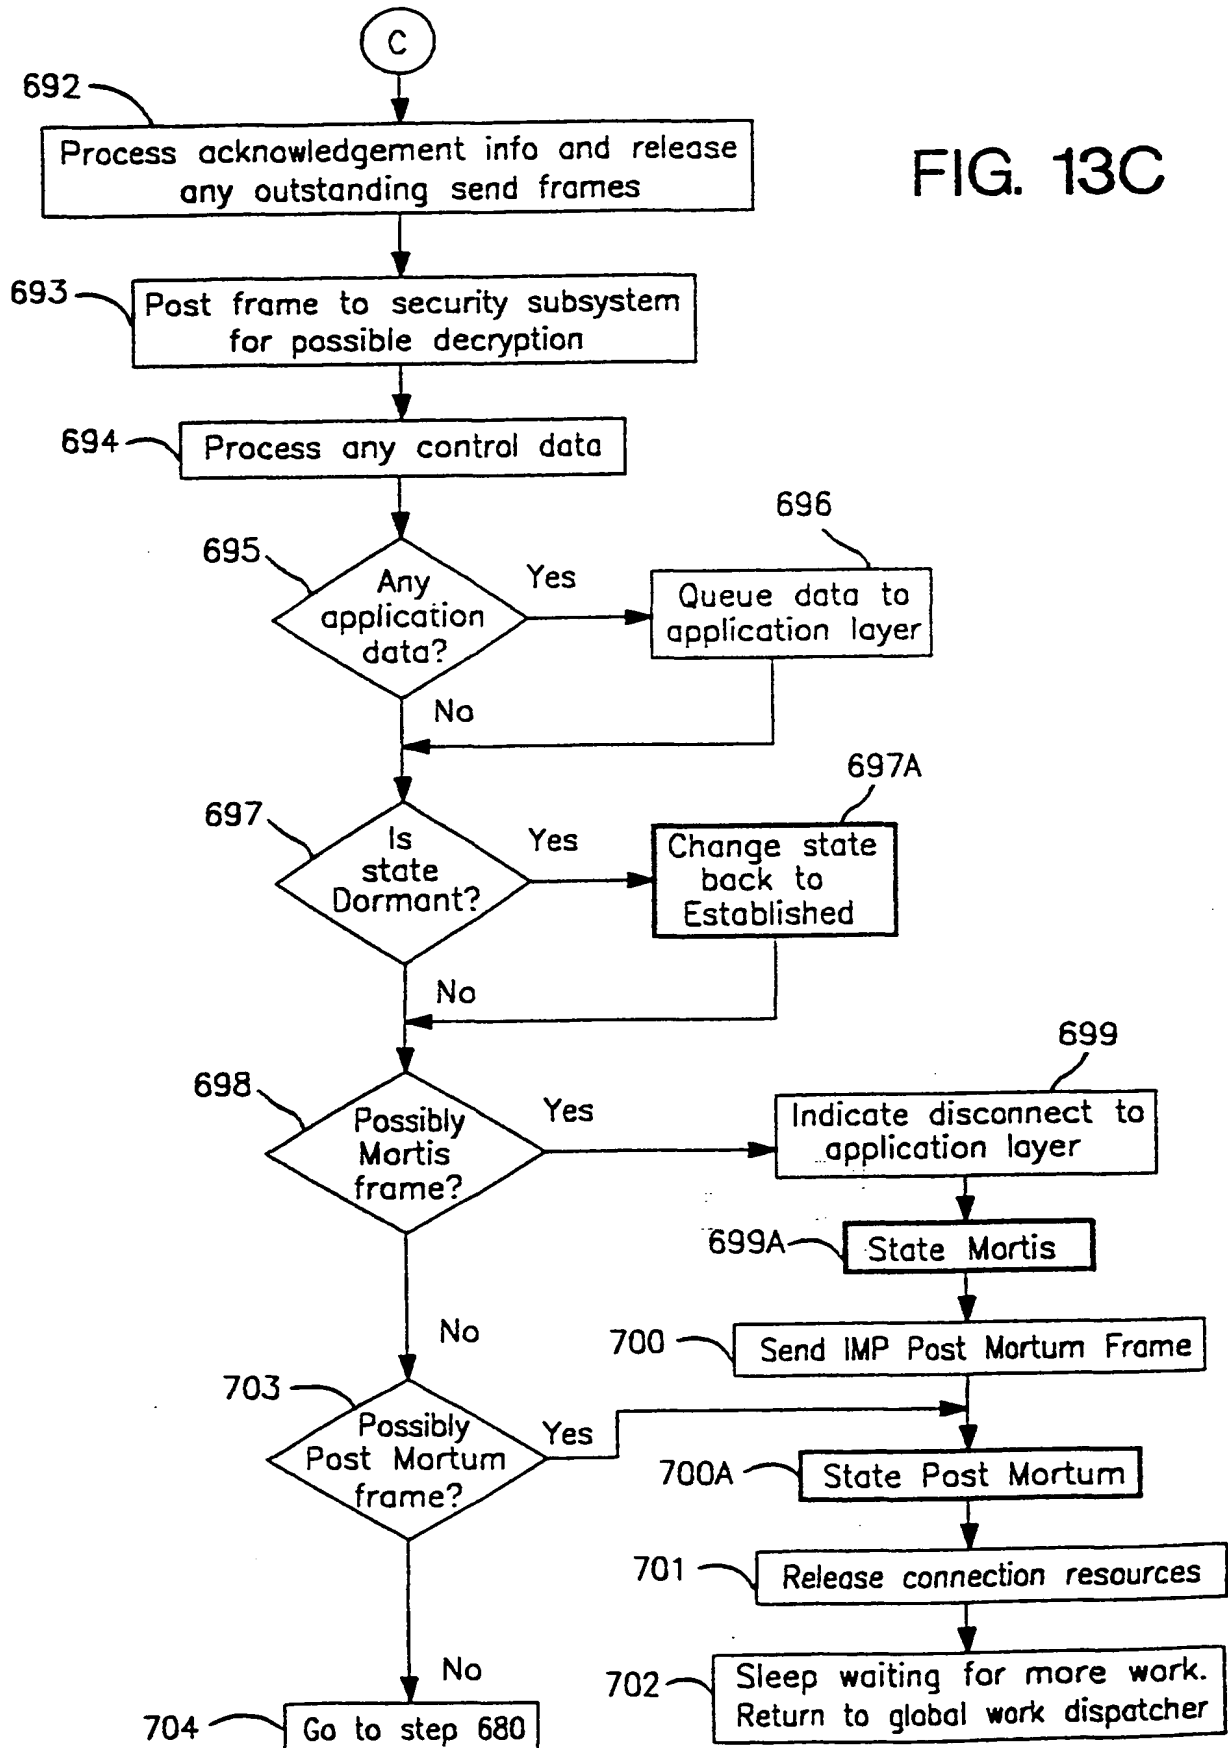 C
692
Process acknowledgement info and release
any outstanding send frames
FIG. 13C
693
Post frame to security subsystem
for possible decryption
694
Process any control data
695
Any
application
data?
Yes
696
Queue data to
application layer
No
697
Is
state
Dormant?
Yes
697A
Change state
back to
Established
No
698
Possibly
Mortis
frame?
Yes
699
Indicate disconnect to
application layer
699A
State Mortis
No
700
Send IMP Post Mortum Frame
703
Possibly
Post Mortum
frame?
Yes
700A
State Post Mortum
701
Release connection resources
No
702
Sleep waiting for more work.
Return to global work dispatcher
704
Go to step 680